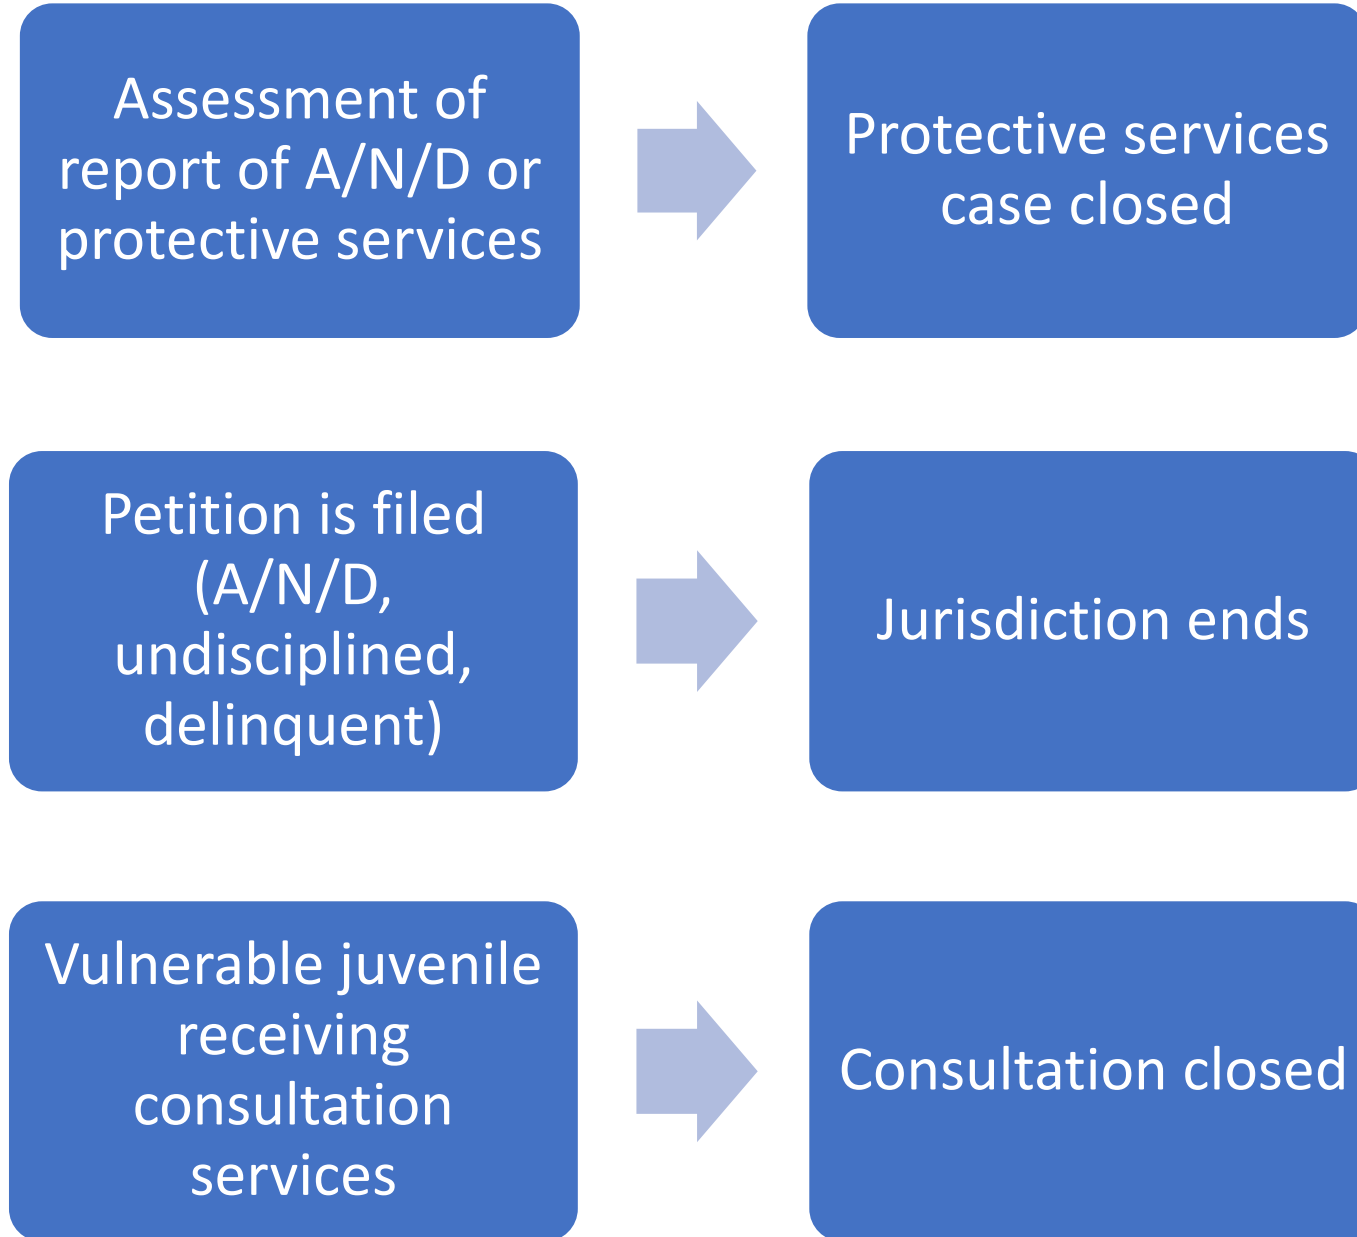 Assessment of
report of A/N/D or
protective services
Protective services
case closed
Petition is filed
(A/N/D,
undisciplined,
delinquent)
Jurisdiction ends
Vulnerable juvenile
receiving
consultation
services
Consultation closed